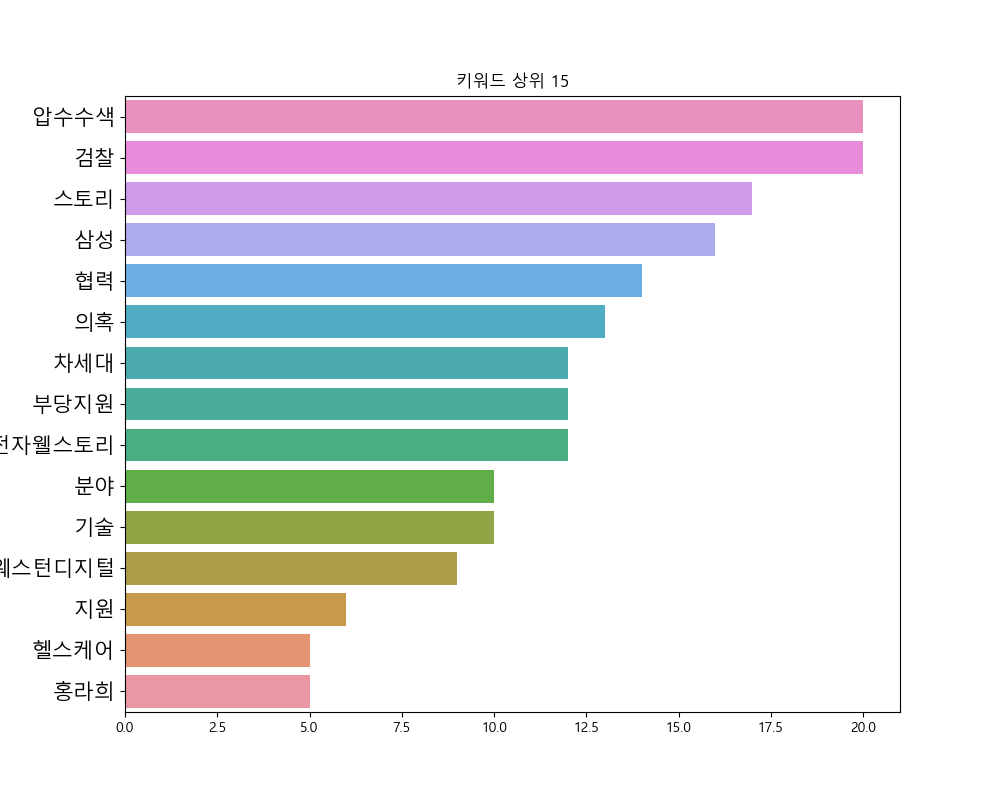 키워드 상위 15
압수수색
검찰
스토리
삼성
협력
의혹
차세대
부당지원
전자웰스토리
분야
기술
웨스턴디지털
지원
헬스케어
홍라희
0.0 2.5 5.0 7.5 10.0 12.5 15.0 17.5 20.0